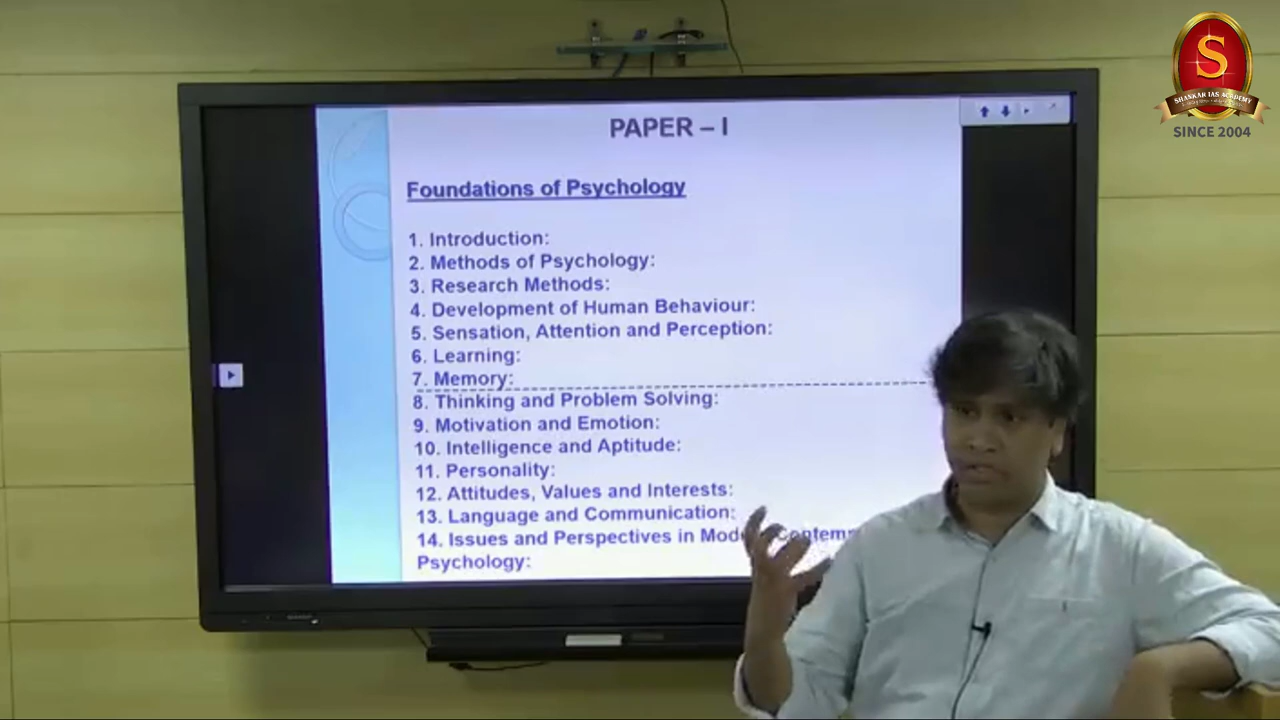 PAPER – I
Foundations of Psychology
1. Introduction:
2. Methods of Psychology:
3. Research Methods:
4. Development of Human Behaviour:
5. Sensation, Attention and Perception:
6. Learning:
7. Memory:
8. Thinking and Problem Solving:
9. Motivation and Emotion:
10. Intelligence and Aptitude:
11. Personality:
12. Attitudes, Values and Interests:
13. Language and Communication:
14. Issues and Perspectives in
Psychology:
S
SHANKAR IAS ACADEMY
SINCE 2004